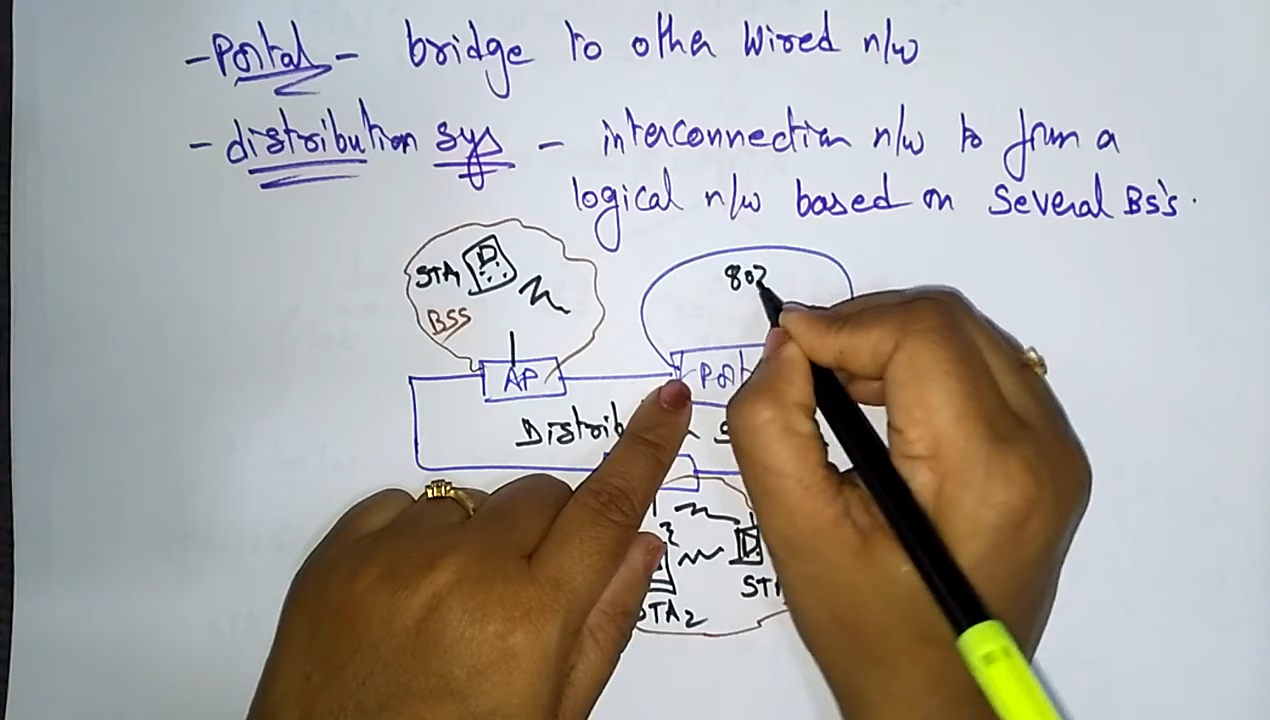 - Portal - bridge to other wired n/w
- distribution sys - interconnection n/w to form a
logical n/w based on several BS's.
STA1
BSS
802
AP
Distrib
STA2